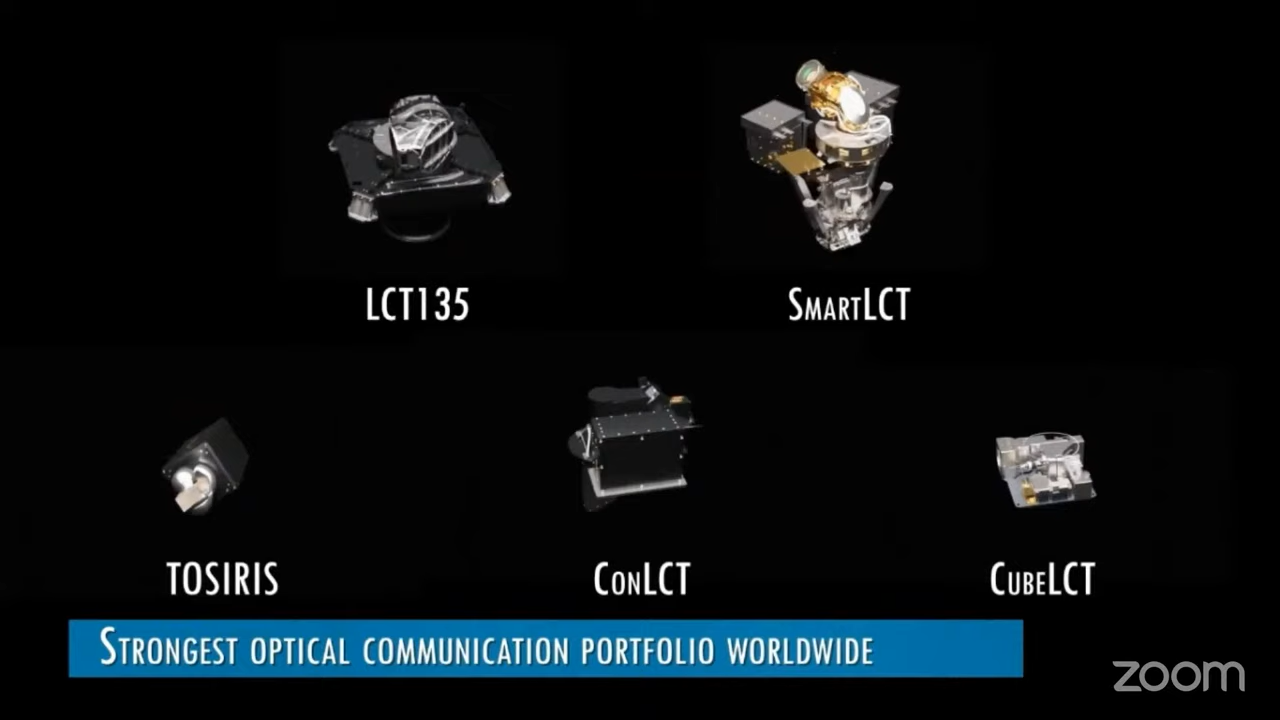 LCT135
SmartLCT
TOSIRIS
ConLCT
CubeLCT
Strongest optical communication portfolio worldwide
zoom